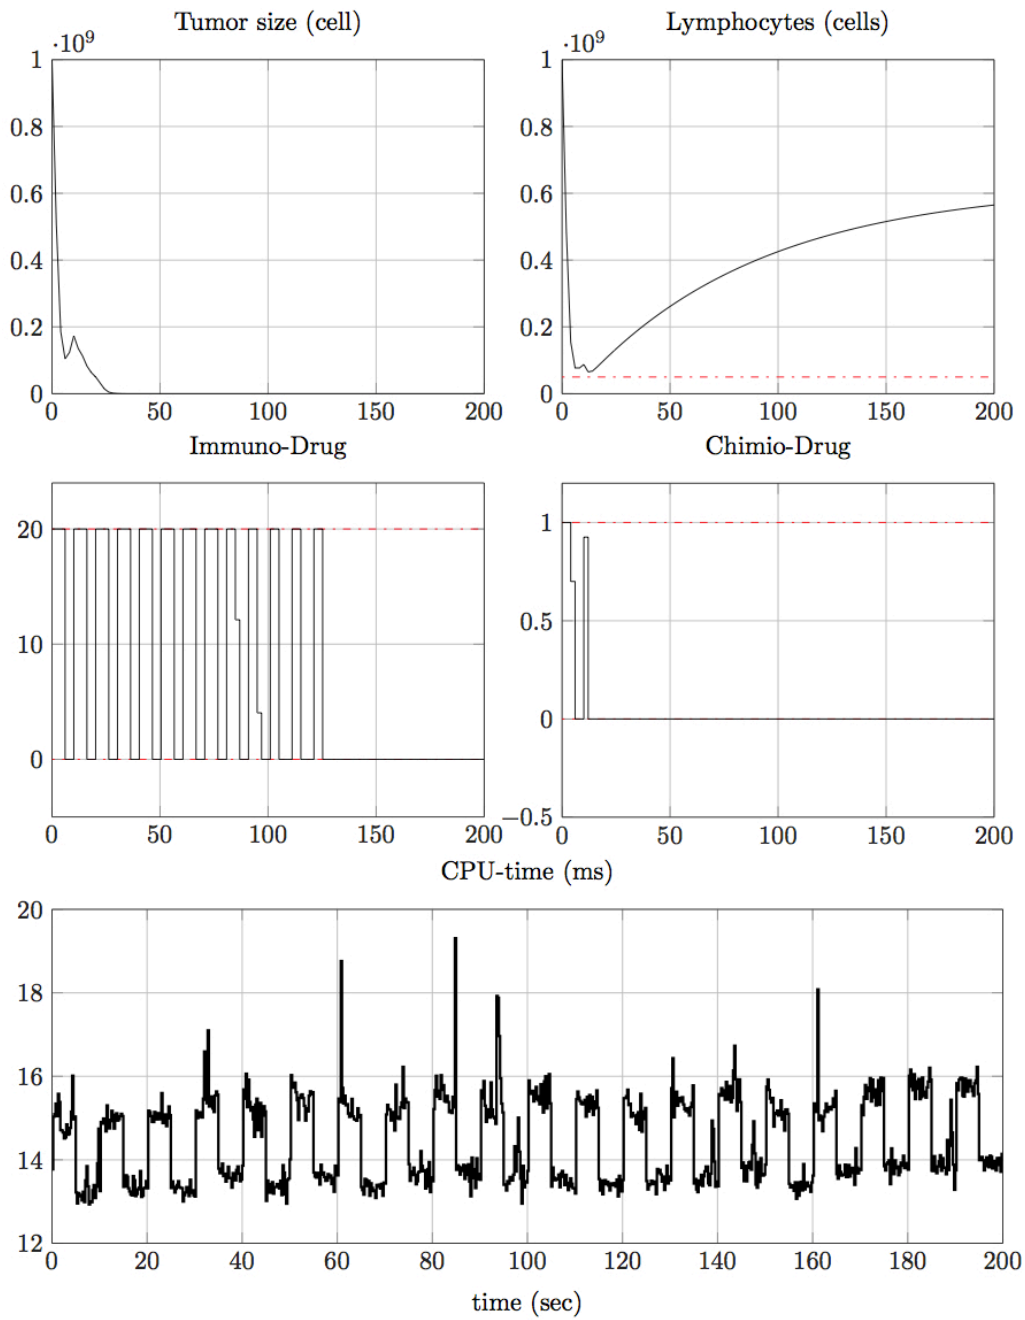 Tumor size (cell)
Lymphocytes (cells)
·10⁹
1
0.8
0.6
0.4
0.2
0
0 50 100 150 200
·10⁹
1
0.8
0.6
0.4
0.2
0
0 50 100 150 200
Immuno-Drug
Chimio-Drug
20
10
0
0 50 100 150 200
1
0.5
0
−0.5
0 50 100 150 200
CPU-time (ms)
20
18
16
14
12
0 20 40 60 80 100 120 140 160 180 200
time (sec)